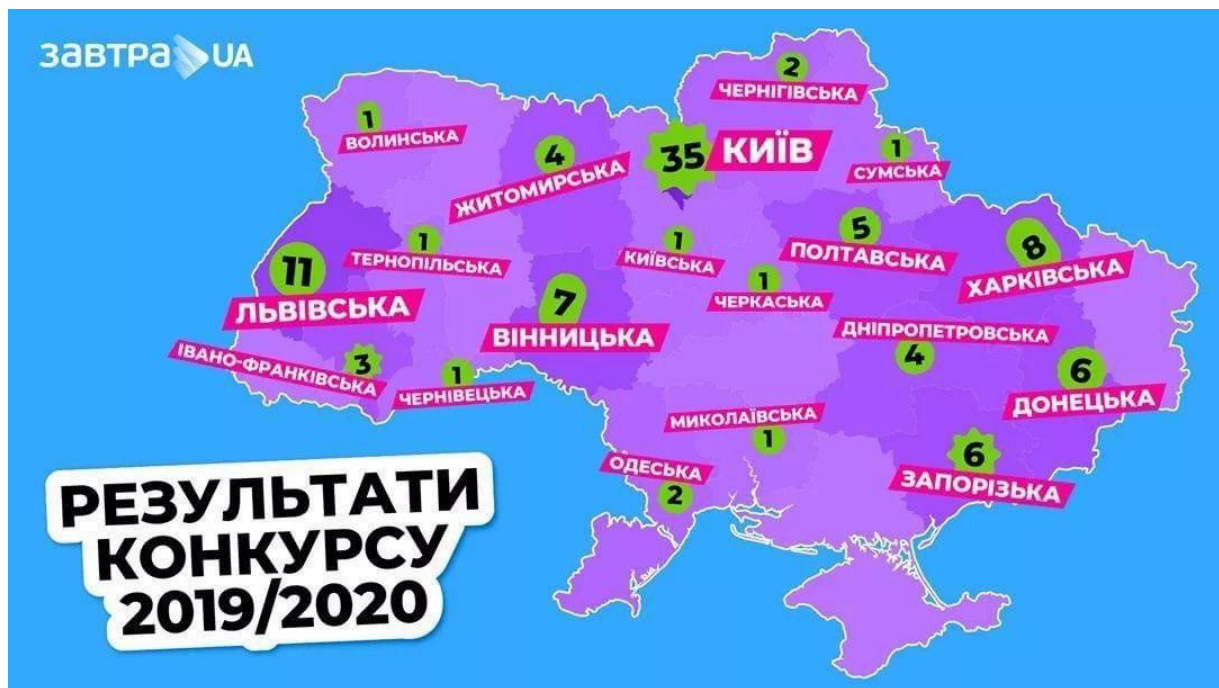 ЗАВТРА UA
2
ЧЕРНІГІВСЬКА
1
ВОЛИНСЬКА
4
ЖИТОМИРСЬКА
35 КИЇВ
1
СУМСЬКА
1
ТЕРНОПІЛЬСЬКА
1
КИЇВСЬКА
5
ПОЛТАВСЬКА
8
ХАРКІВСЬКА
11
ЛЬВІВСЬКА
7
ВІННИЦЬКА
1
ЧЕРКАСЬКА
ДНІПРОПЕТРОВСЬКА
4
ІВАНО-ФРАНКІВСЬКА
3
1
ЧЕРНІВЕЦЬКА
6
ДОНЕЦЬКА
МИКОЛАЇВСЬКА
1
ОДЕСЬКА
2
6
ЗАПОРІЗЬКА
РЕЗУЛЬТАТИ
КОНКУРСУ
2019/2020